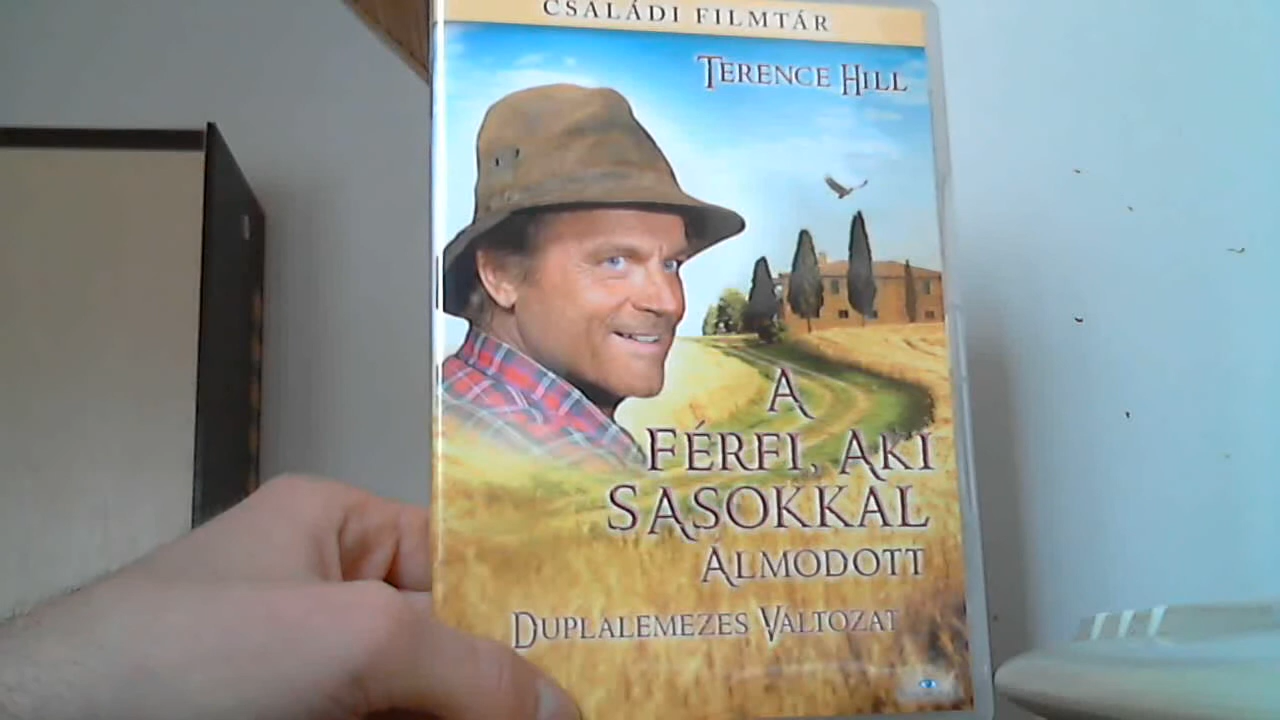 CSALÁDI FILMTÁR
TERENCE HILL
A
FÉRFI, AKI
SASOKKAL
ÁLMODOTT
DUPLALEMEZES VÁLTOZAT